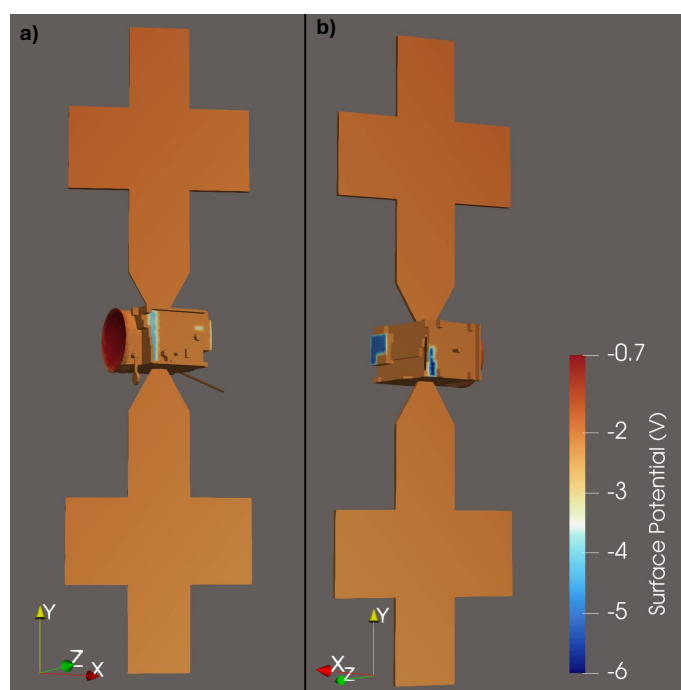 a)
b)
-0.7
-2
-3
-4
-5
-6
Surface Potential (V)
Y
Z
X
Y
X
Z